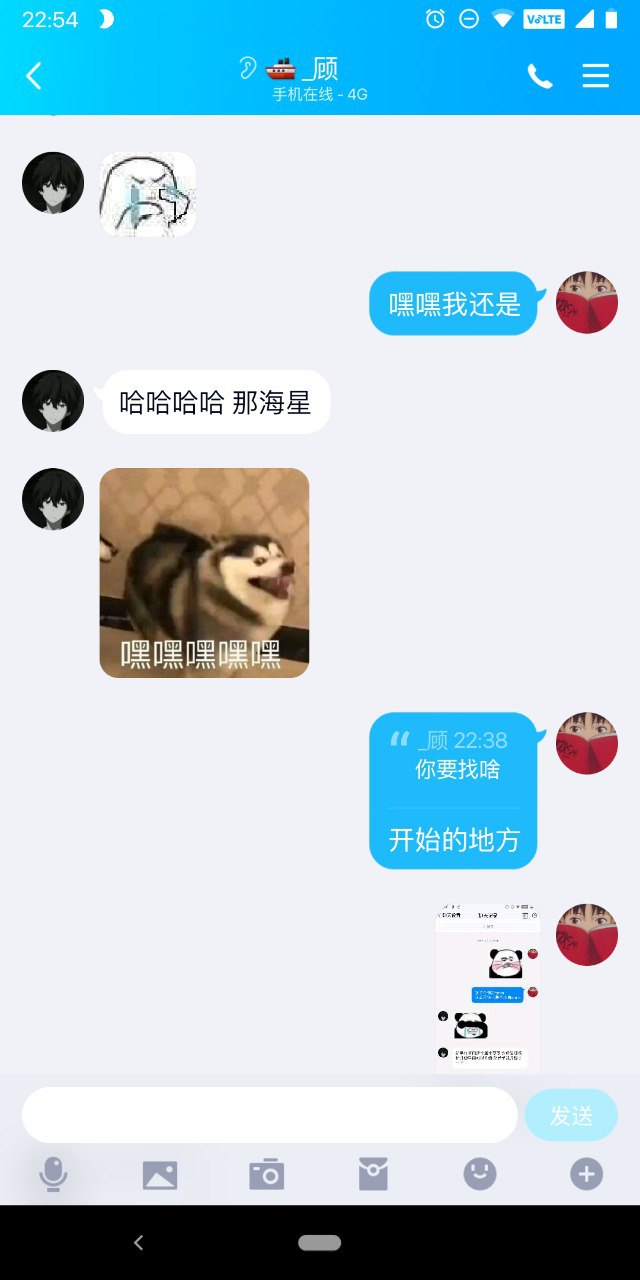 22:54
VoLTE
_顾
手机在线 - 4G
嘿嘿我还是
哈哈哈哈 那海星
嘿嘿嘿嘿嘿
_顾 22:38
你要找啥
开始的地方
发送